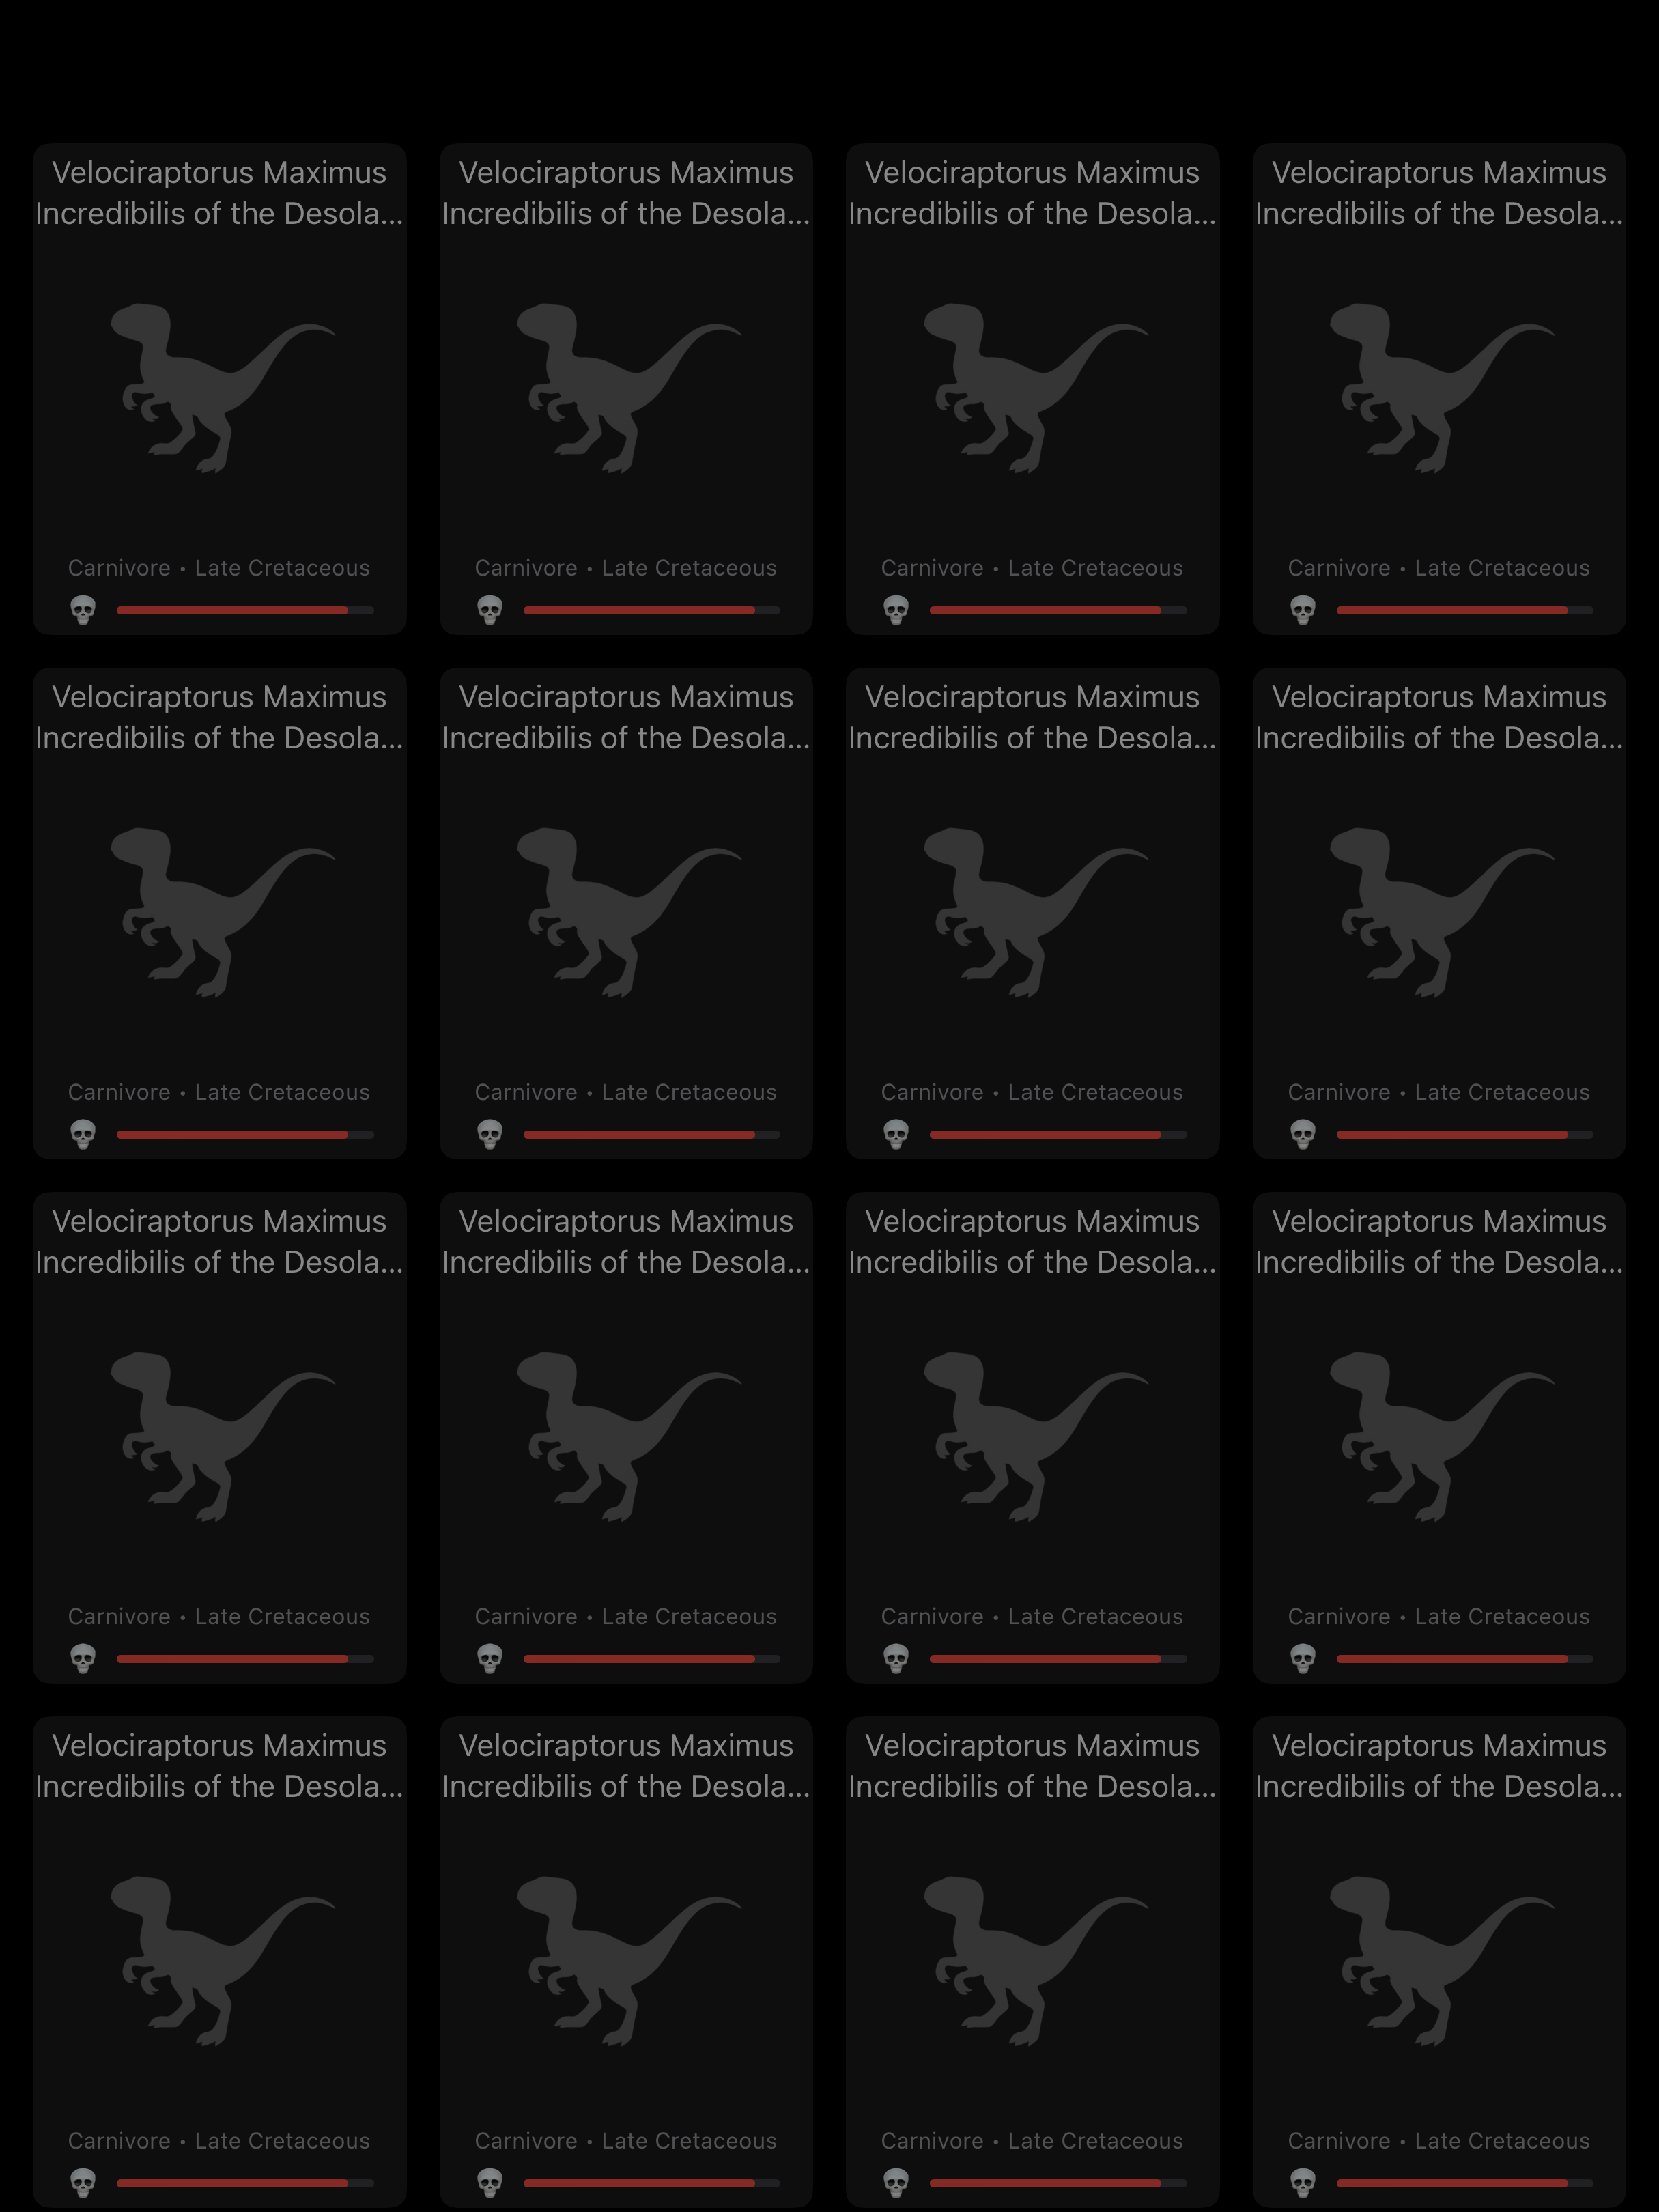 Velociraptorus Maximus Velociraptorus Maximus Velociraptorus Maximus Velociraptorus Maximus
Incredibilis of the Desola... Incredibilis of the Desola... Incredibilis of the Desola... Incredibilis of the Desola...
Carnivore • Late Cretaceous Carnivore • Late Cretaceous Carnivore • Late Cretaceous Carnivore • Late Cretaceous
Velociraptorus Maximus Velociraptorus Maximus Velociraptorus Maximus Velociraptorus Maximus
Incredibilis of the Desola... Incredibilis of the Desola... Incredibilis of the Desola... Incredibilis of the Desola...
Carnivore • Late Cretaceous Carnivore • Late Cretaceous Carnivore • Late Cretaceous Carnivore • Late Cretaceous
Velociraptorus Maximus Velociraptorus Maximus Velociraptorus Maximus Velociraptorus Maximus
Incredibilis of the Desola... Incredibilis of the Desola... Incredibilis of the Desola... Incredibilis of the Desola...
Carnivore • Late Cretaceous Carnivore • Late Cretaceous Carnivore • Late Cretaceous Carnivore • Late Cretaceous
Velociraptorus Maximus Velociraptorus Maximus Velociraptorus Maximus Velociraptorus Maximus
Incredibilis of the Desola... Incredibilis of the Desola... Incredibilis of the Desola... Incredibilis of the Desola...
Carnivore • Late Cretaceous Carnivore • Late Cretaceous Carnivore • Late Cretaceous Carnivore • Late Cretaceous